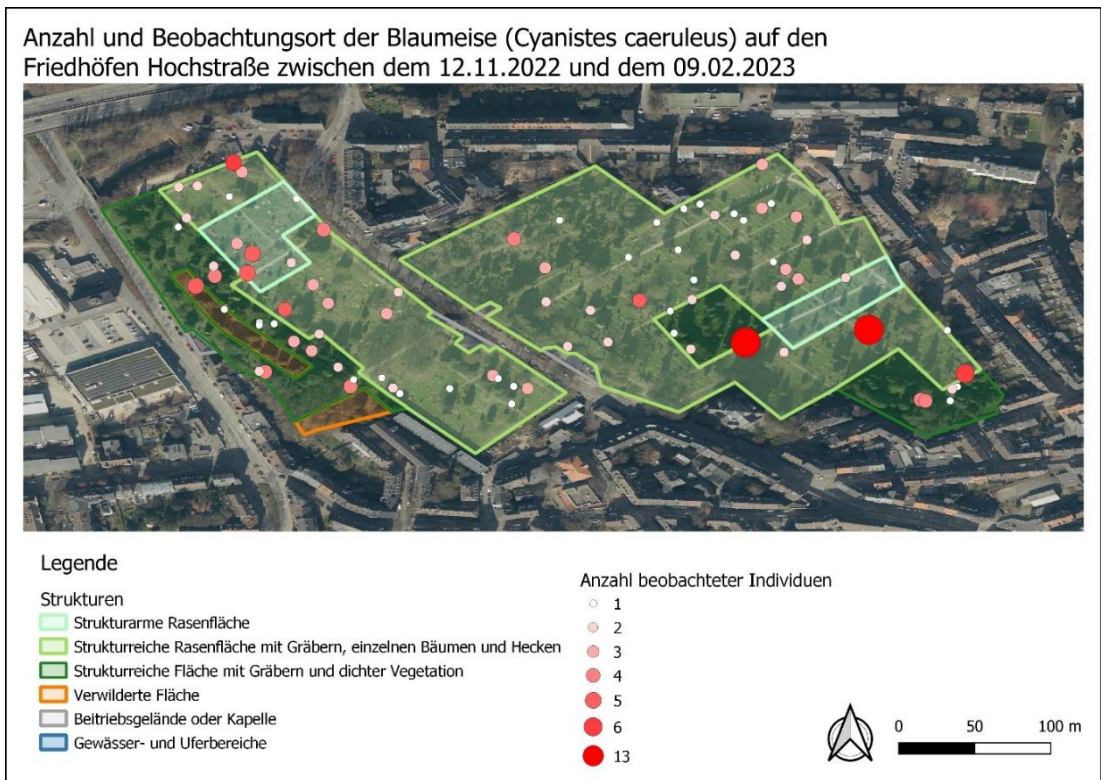 Anzahl und Beobachtungsort der Blaumeise (Cyanistes caeruleus) auf den
Friedhöfen Hochstraße zwischen dem 12.11.2022 und dem 09.02.2023
Legende
Strukturen
Strukturarme Rasenfläche
Strukturreiche Rasenfläche mit Gräbern, einzelnen Bäumen und Hecken
Strukturreiche Fläche mit Gräbern und dichter Vegetation
Verwilderte Fläche
Beitriebsgelände oder Kapelle
Gewässer- und Uferbereiche
Anzahl beobachteter Individuen
1
2
3
4
5
6
13
0 50 100 m